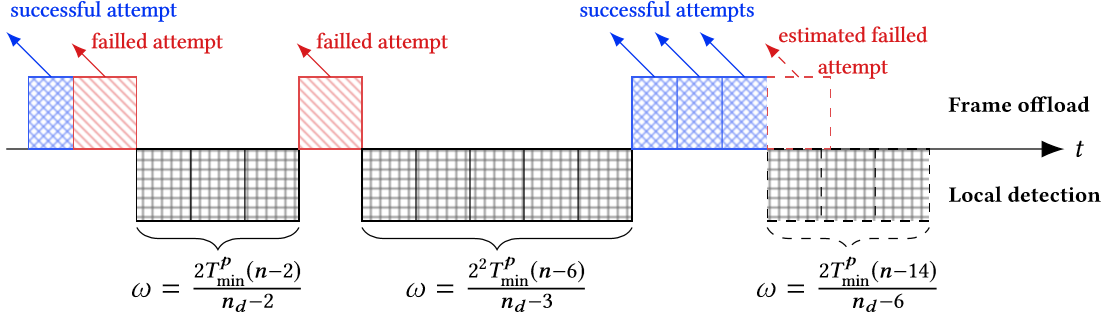 successful attempt
failled attempt
failled attempt
successful attempts
estimated failled
attempt
Frame offload
t
Local detection
ω = 2T^p_min(n−2) / n_d−2
ω = 2^2T^p_min(n−6) / n_d−3
ω = 2T^p_min(n−14) / n_d−6